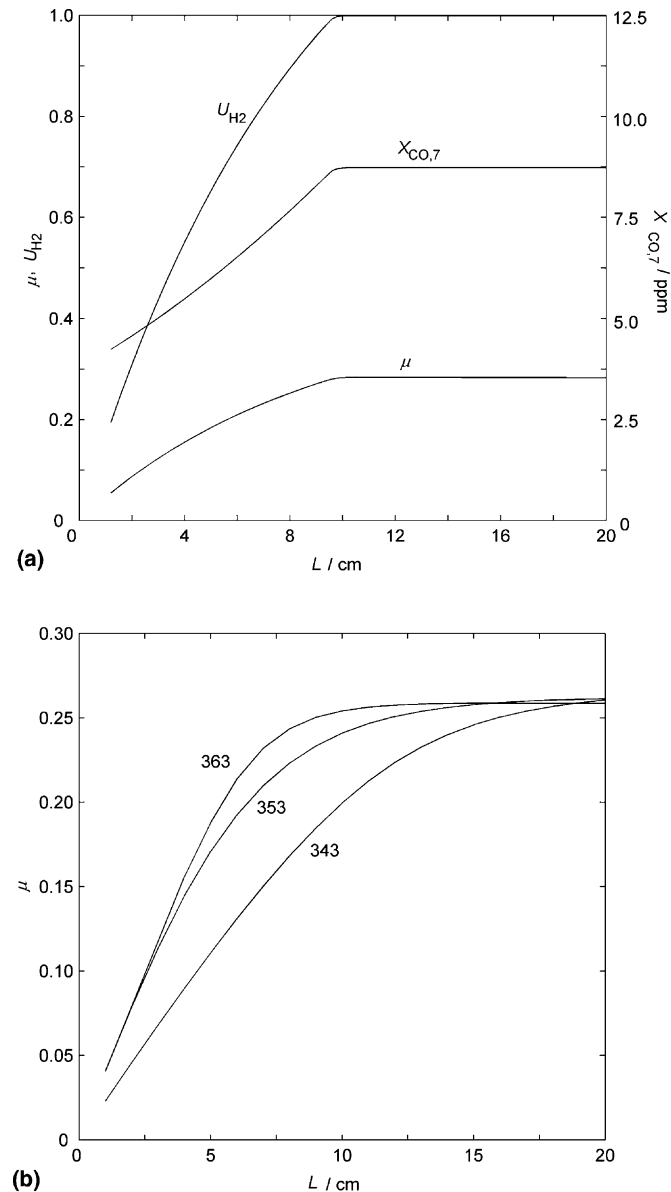 1.0
0.8
0.6
0.4
0.2
0
μ, U_H2
12.5
10.0
7.5
5.0
2.5
0
X_CO,7 / ppm
U_H2
X_CO,7
μ
0 4 8 12 16 20
L / cm
(a)
0.30
0.25
0.20
0.15
0.10
0.05
0
μ
363
353
343
0 5 10 15 20
L / cm
(b)